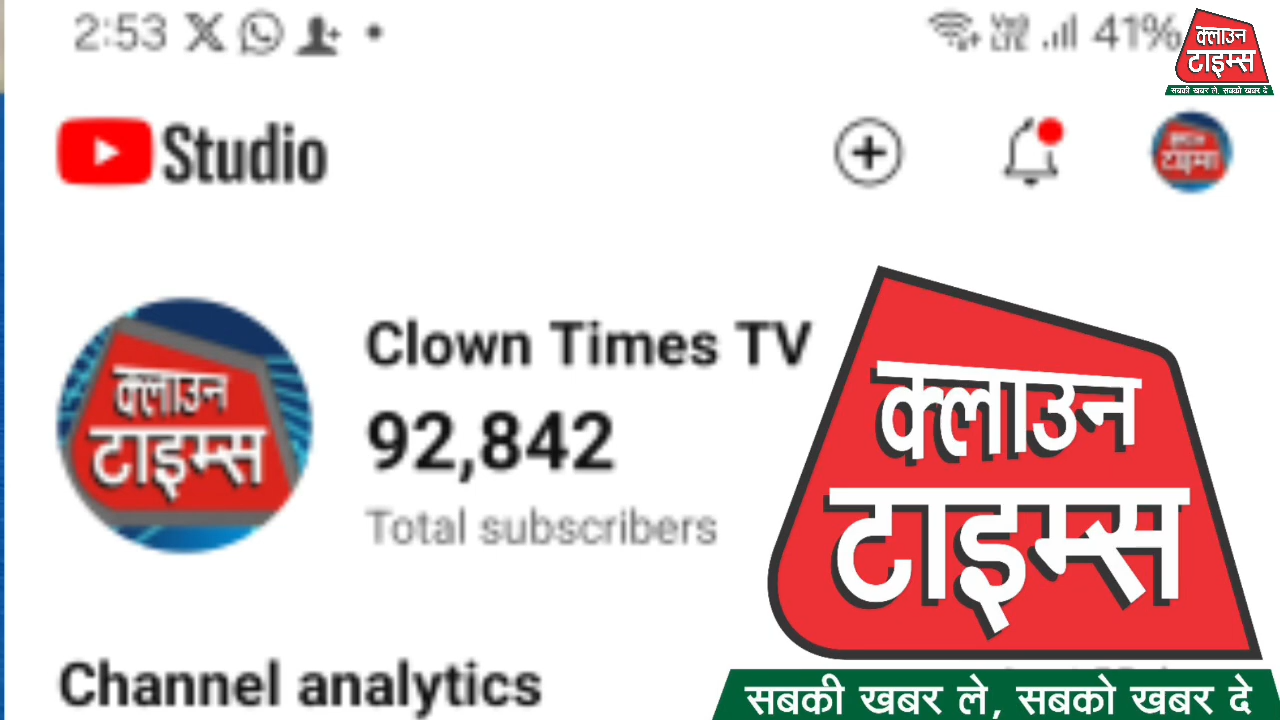 2:53
41%
क्लाउन
टाइम्स
सबकी खबर ले, सबको खबर दे
Studio
क्लाउन
टाइम्स
Clown Times TV
92,842
Total subscribers
क्लाउन
टाइम्स
Channel analytics
सबकी खबर ले, सबको खबर दे